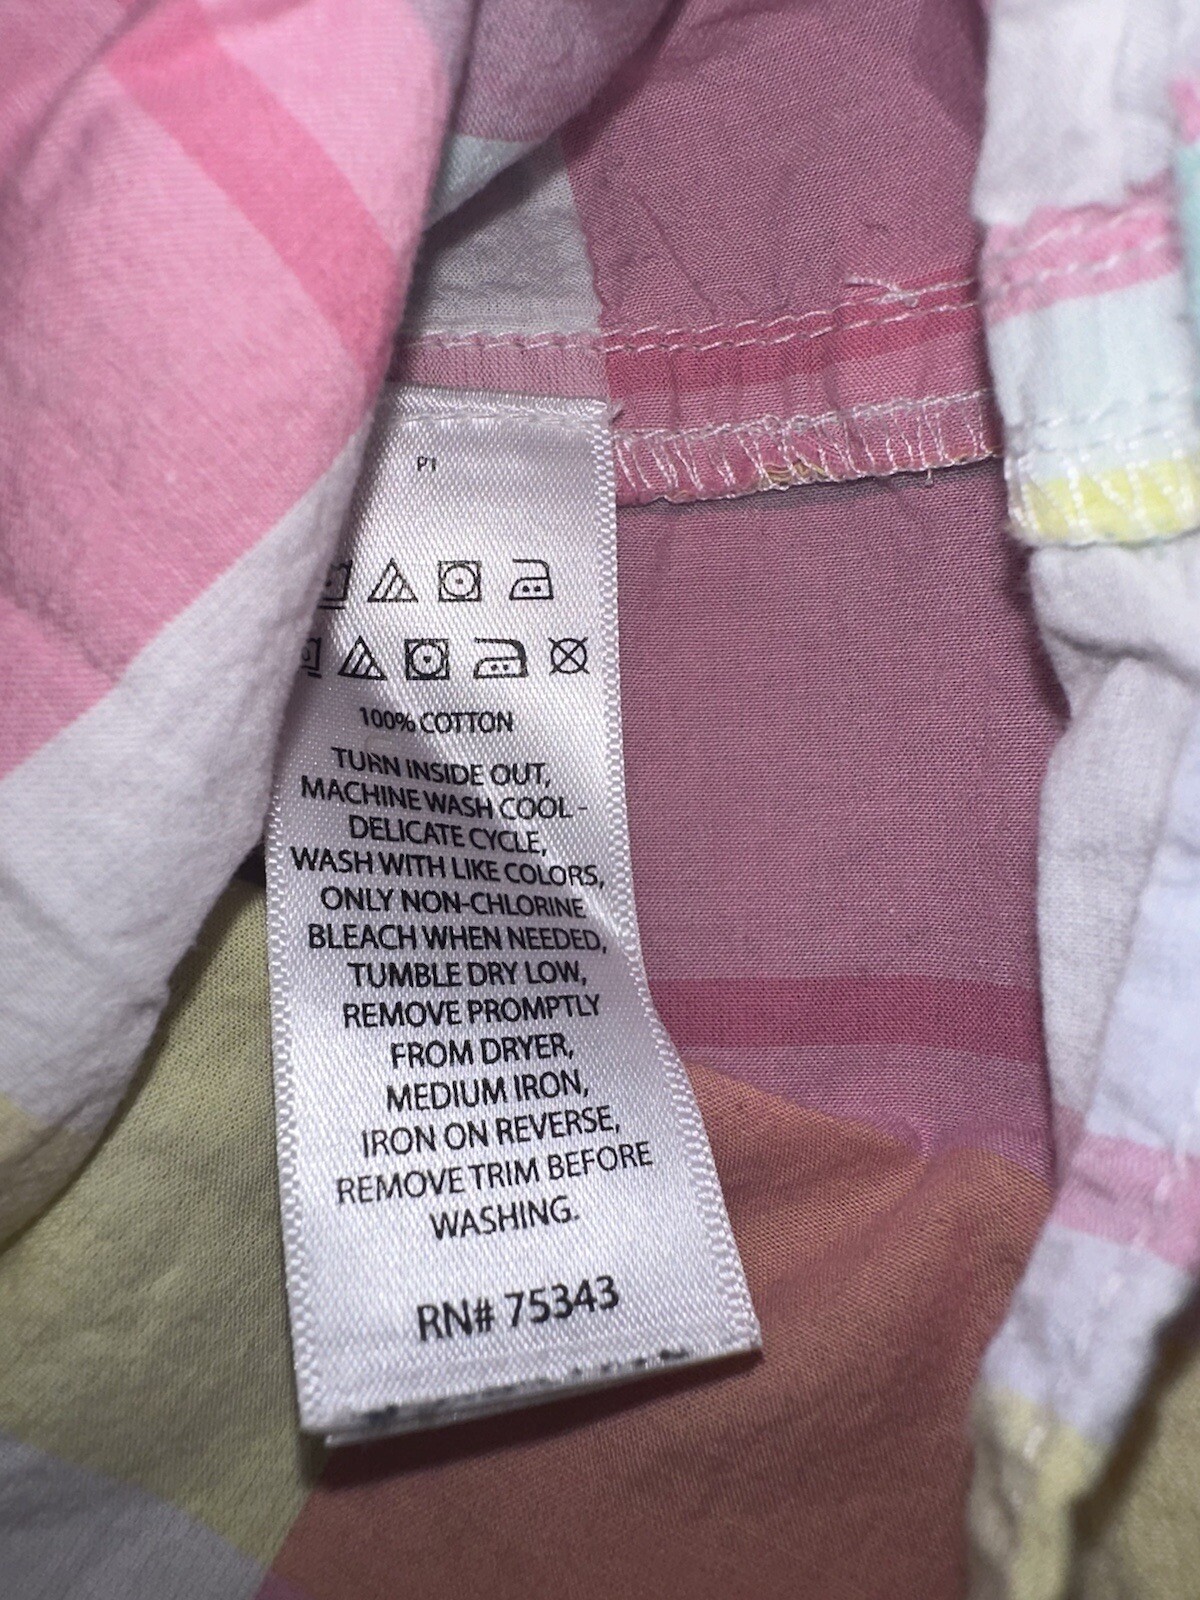 P1
100% COTTON
TURN INSIDE OUT,
MACHINE WASH COOL -
DELICATE CYCLE,
WASH WITH LIKE COLORS,
ONLY NON-CHLORINE
BLEACH WHEN NEEDED,
TUMBLE DRY LOW,
REMOVE PROMPTLY
FROM DRYER,
MEDIUM IRON,
IRON ON REVERSE,
REMOVE TRIM BEFORE
WASHING.
RN# 75343